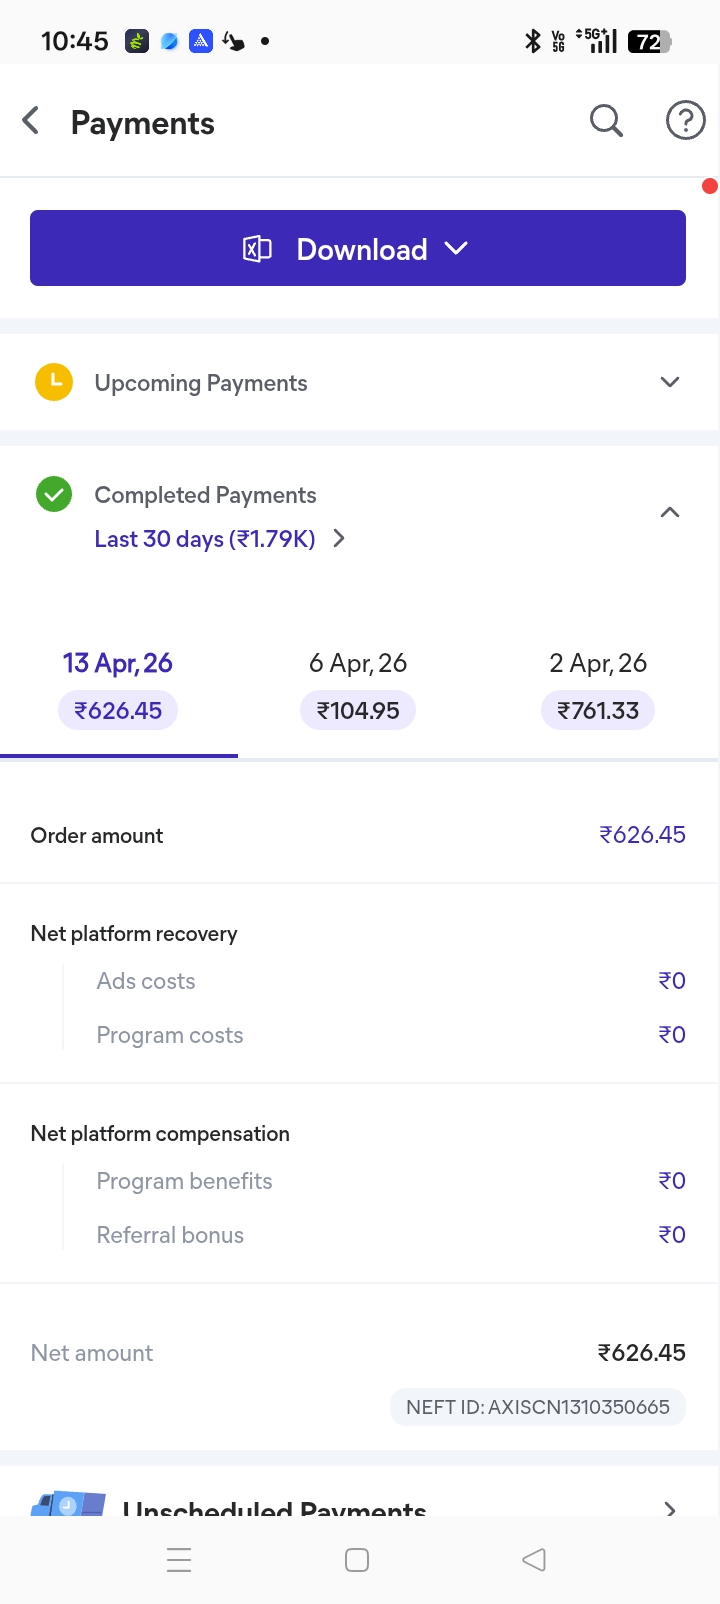 10:45
Vo
5G
5G+
72
Payments
Download
Upcoming Payments
Completed Payments
Last 30 days (₹1.79K)
13 Apr, 26
6 Apr, 26
2 Apr, 26
₹626.45
₹104.95
₹761.33
Order amount
₹626.45
Net platform recovery
Ads costs
₹0
Program costs
₹0
Net platform compensation
Program benefits
₹0
Referral bonus
₹0
Net amount
₹626.45
NEFT ID: AXISCN1310350665
Unscheduled Payments